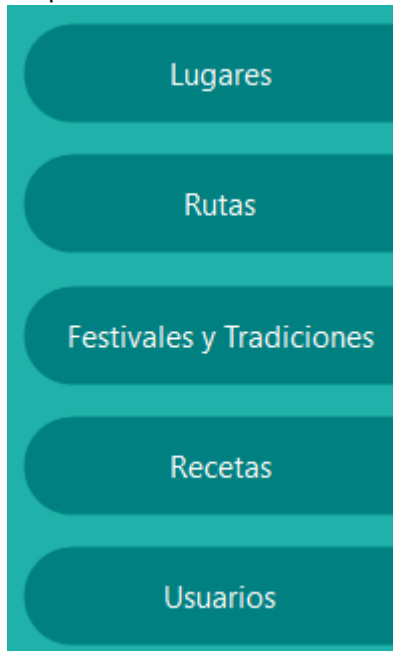 Lugares
Rutas
Festivales y Tradiciones
Recetas
Usuarios